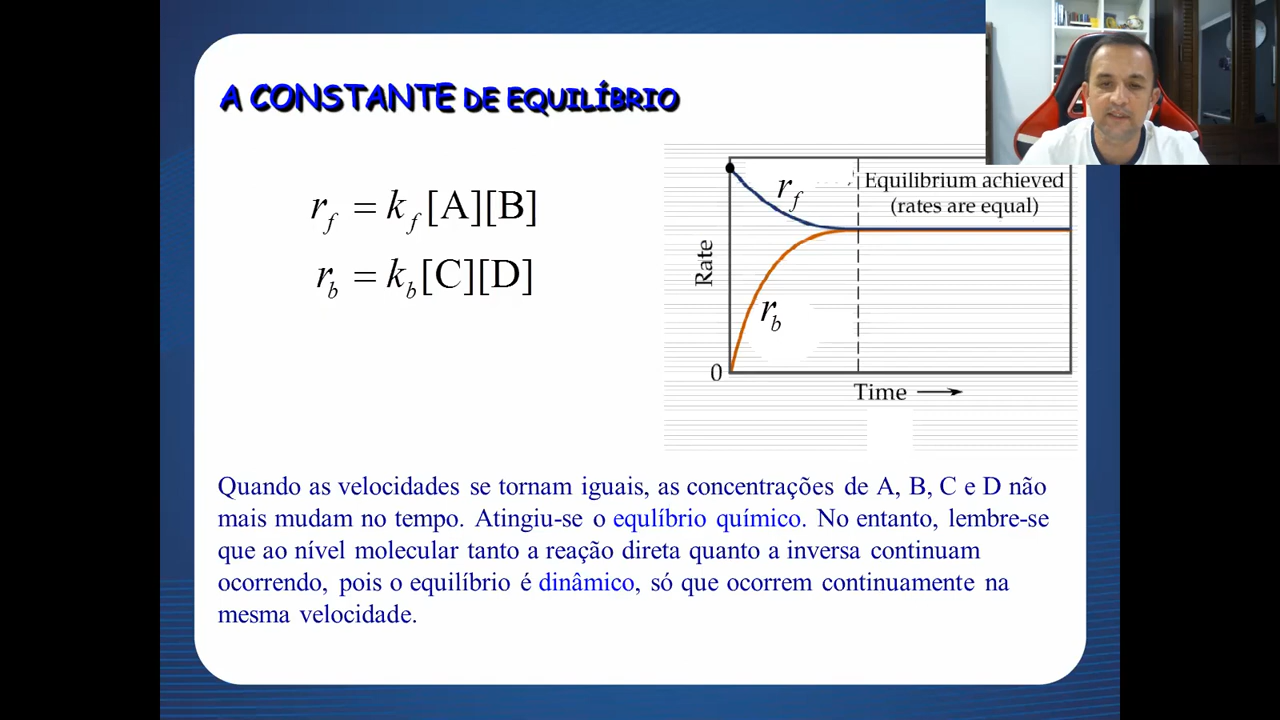 A CONSTANTE DE EQUILÍBRIO
r_f = k_f [A][B]
r_b = k_b [C][D]
r_f
Equilibrium achieved
(rates are equal)
Rate
r_b
0
Time
Quando as velocidades se tornam iguais, as concentrações de A, B, C e D não
mais mudam no tempo. Atingiu-se o equlíbrio químico. No entanto, lembre-se
que ao nível molecular tanto a reação direta quanto a inversa continuam
ocorrendo, pois o equilíbrio é dinâmico, só que ocorrem continuamente na
mesma velocidade.